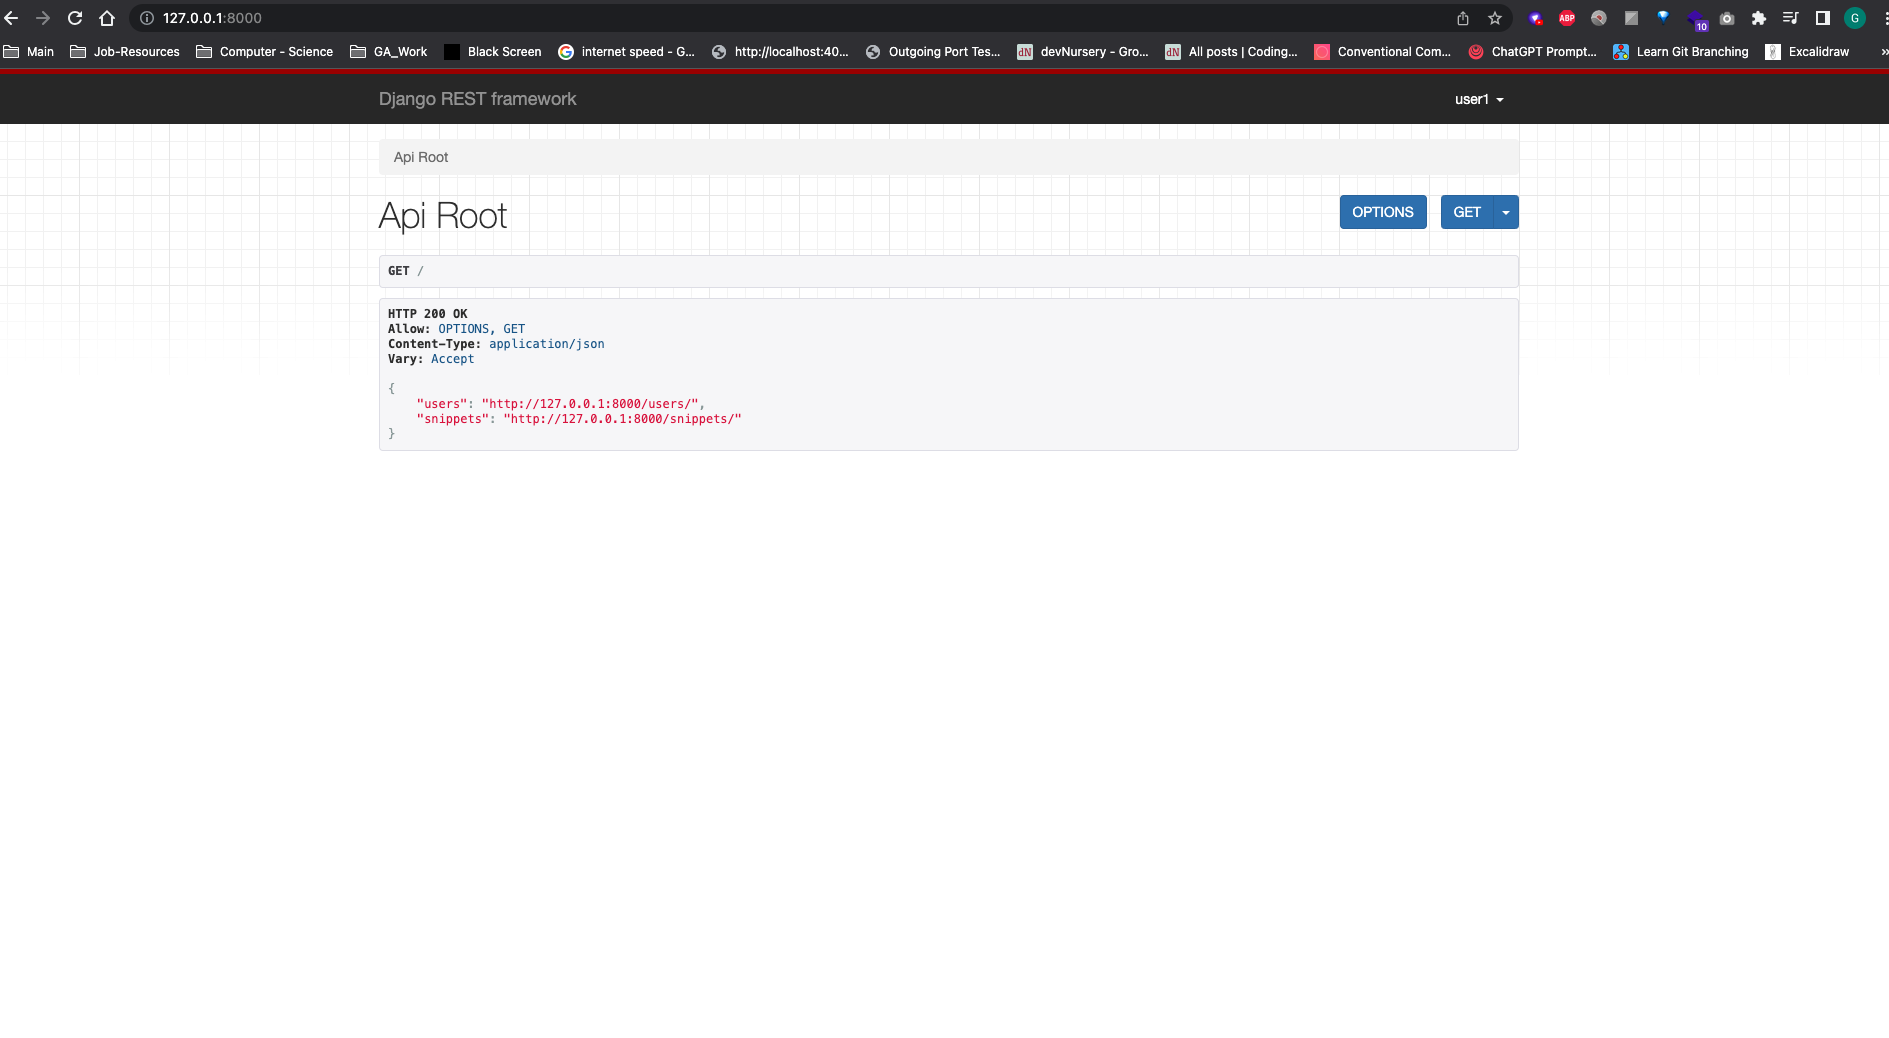 127.0.0.1:8000
ABP
10
G
Main
Job-Resources
Computer - Science
GA_Work
Black Screen
internet speed - G...
http://localhost:40...
Outgoing Port Tes...
dN
devNursery - Gro...
dN
All posts | Coding...
Conventional Com...
ChatGPT Prompt...
Learn Git Branching
Excalidraw
»
Django REST framework
user1
Api Root
Api Root
OPTIONS
GET
GET /
HTTP 200 OK
Allow: OPTIONS, GET
Content-Type: application/json
Vary: Accept
{
"users": "http://127.0.0.1:8000/users/",
"snippets": "http://127.0.0.1:8000/snippets/"
}